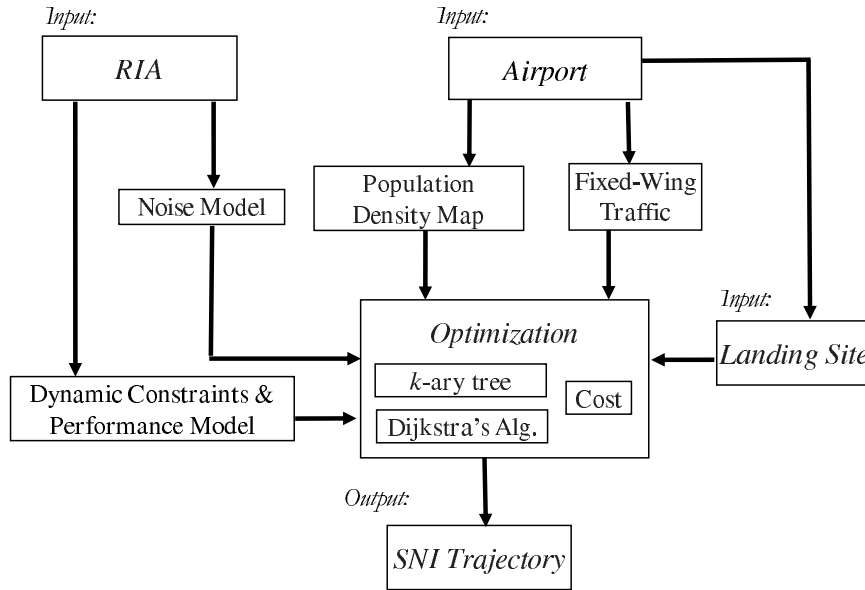 Input:
RIA
Input:
Airport
Noise Model
Population
Density Map
Fixed-Wing
Traffic
Input:
Landing Site
Optimization
k-ary tree
Cost
Dijkstra's Alg.
Dynamic Constraints &
Performance Model
Output:
SNI Trajectory